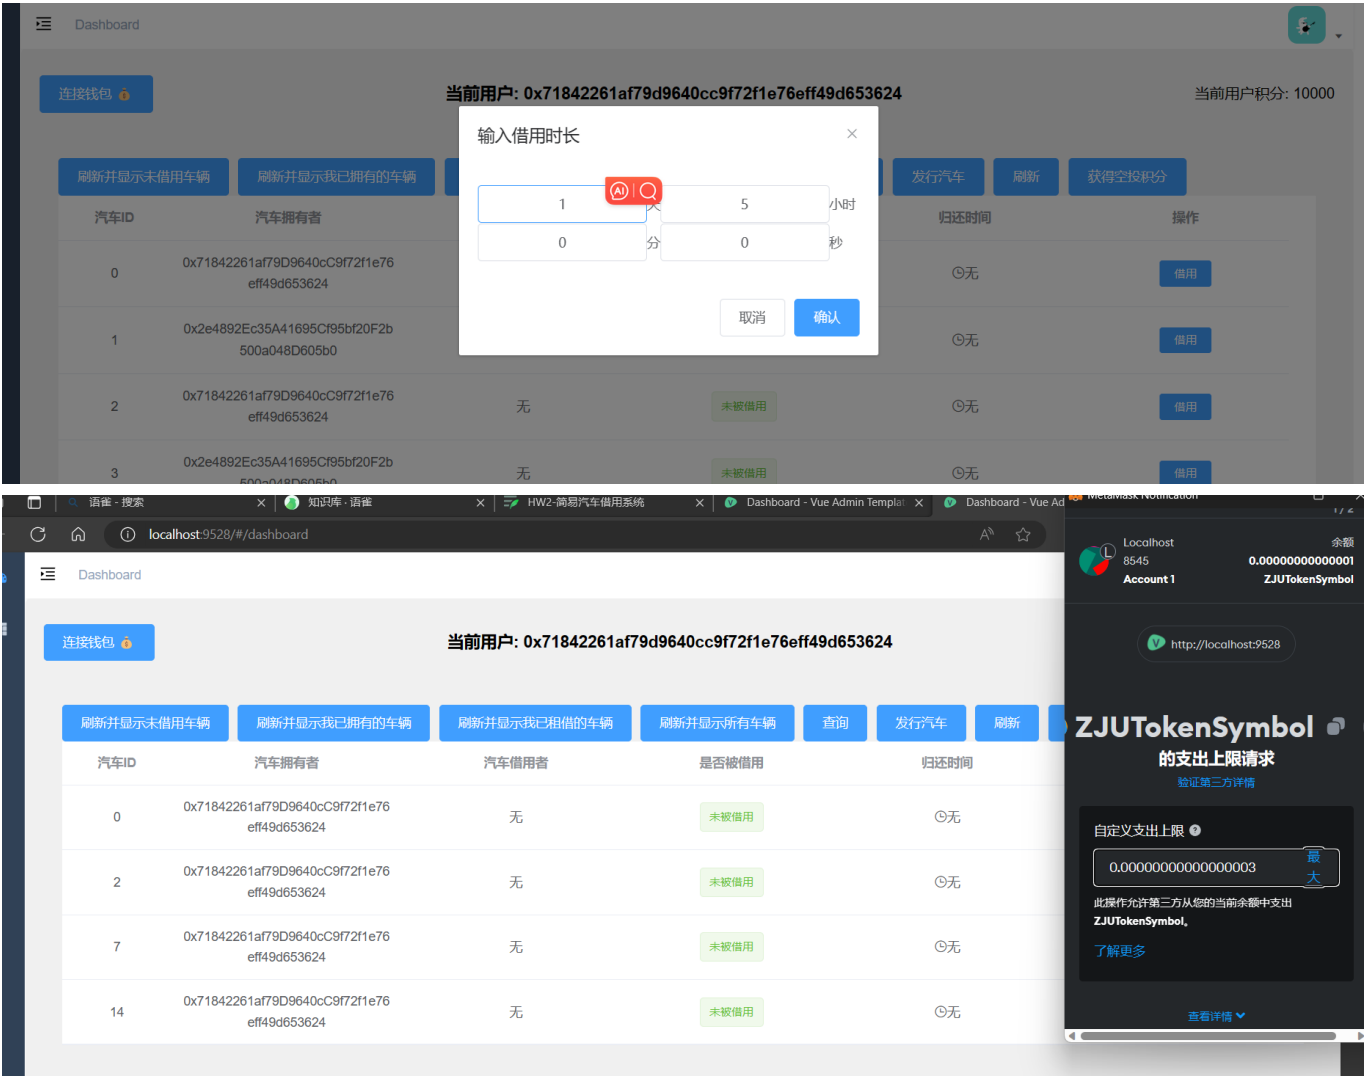 Dashboard
连接钱包
当前用户: 0x71842261af79d9640cc9f72f1e76eff49d653624
当前用户积分: 10000
输入借用时长
刷新并显示未借用车辆
刷新并显示我已拥有的车辆
发行汽车
刷新
获得空投积分
AI
1
5
小时
0
分
0
秒
取消
确认
汽车ID
汽车拥有者
归还时间
操作
0
0x71842261af79D9640cC9f72f1e76
eff49d653624
无
借用
1
0x2e4892Ec35A41695Cf95bf20F2b
500a048D605b0
无
借用
2
0x71842261af79D9640cC9f72f1e76
eff49d653624
无
未被借用
无
借用
3
0x2e4892Ec35A41695Cf95bf20F2b
500a048D605b0
无
未被借用
无
借用
语雀 - 搜索
知识库 · 语雀
HW2-简易汽车借用系统
Dashboard - Vue Admin Templat
Dashboard - Vue Ad
localhost:9528/#/dashboard
Dashboard
连接钱包
当前用户: 0x71842261af79d9640cc9f72f1e76eff49d653624
刷新并显示未借用车辆
刷新并显示我已拥有的车辆
刷新并显示我已租借的车辆
刷新并显示所有车辆
查询
发行汽车
刷新
汽车ID
汽车拥有者
汽车借用者
是否被借用
归还时间
0
0x71842261af79D9640cC9f72f1e76
eff49d653624
无
未被借用
无
2
0x71842261af79D9640cC9f72f1e76
eff49d653624
无
未被借用
无
7
0x71842261af79D9640cC9f72f1e76
eff49d653624
无
未被借用
无
14
0x71842261af79D9640cC9f72f1e76
eff49d653624
无
未被借用
无
MetaMask Notification
1 / 2
L
Localhost
8545
Account 1
余额
0.00000000000001
ZJUTokenSymbol
http://localhost:9528
ZJUTokenSymbol
的支出上限请求
验证第三方详情
自定义支出上限
0.00000000000000003
最
大
此操作允许第三方从您的当前余额中支出
ZJUTokenSymbol。
了解更多
查看详情